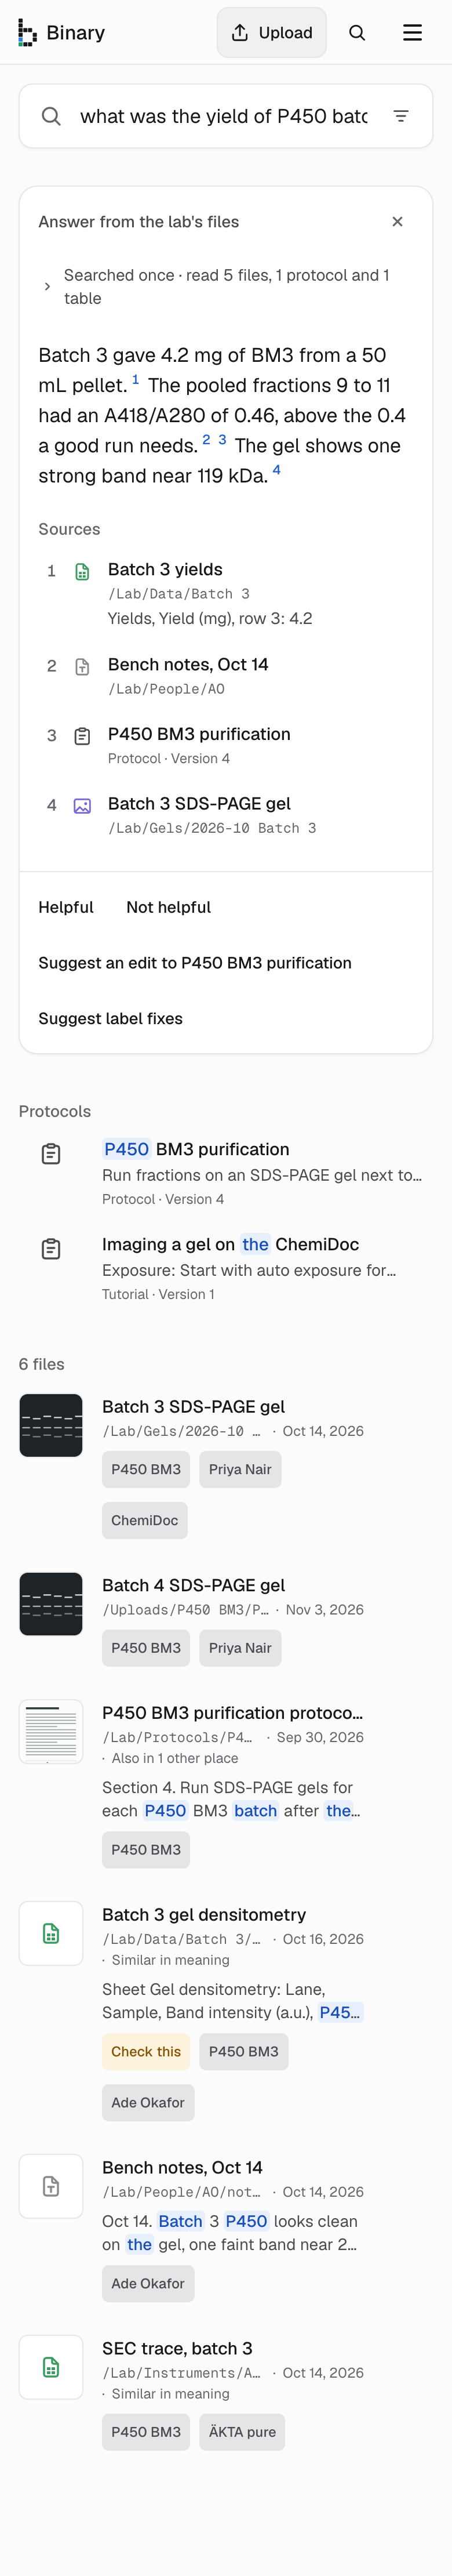 Binary
Upload
what was the yield of P450 batc
Answer from the lab's files
Searched once · read 5 files, 1 protocol and 1
table
Batch 3 gave 4.2 mg of BM3 from a 50
mL pellet. 1 The pooled fractions 9 to 11
had an A418/A280 of 0.46, above the 0.4
a good run needs. 2 3 The gel shows one
strong band near 119 kDa. 4
Sources
1 Batch 3 yields
/Lab/Data/Batch 3
Yields, Yield (mg), row 3: 4.2
2 Bench notes, Oct 14
/Lab/People/AO
3 P450 BM3 purification
Protocol · Version 4
4 Batch 3 SDS-PAGE gel
/Lab/Gels/2026-10 Batch 3
Helpful Not helpful
Suggest an edit to P450 BM3 purification
Suggest label fixes
Protocols
P450 BM3 purification
Run fractions on an SDS-PAGE gel next to…
Protocol · Version 4
Imaging a gel on the ChemiDoc
Exposure: Start with auto exposure for…
Tutorial · Version 1
6 files
Batch 3 SDS-PAGE gel
/Lab/Gels/2026-10 … · Oct 14, 2026
P450 BM3 Priya Nair
ChemiDoc
Batch 4 SDS-PAGE gel
/Uploads/P450 BM3/P… · Nov 3, 2026
P450 BM3 Priya Nair
P450 BM3 purification protoco…
/Lab/Protocols/P4… · Sep 30, 2026
· Also in 1 other place
Section 4. Run SDS-PAGE gels for
each P450 BM3 batch after the…
P450 BM3
Batch 3 gel densitometry
/Lab/Data/Batch 3/… · Oct 16, 2026
· Similar in meaning
Sheet Gel densitometry: Lane,
Sample, Band intensity (a.u.), P45…
Check this P450 BM3
Ade Okafor
Bench notes, Oct 14
/Lab/People/AO/not… · Oct 14, 2026
Oct 14. Batch 3 P450 looks clean
on the gel, one faint band near 2…
Ade Okafor
SEC trace, batch 3
/Lab/Instruments/A… · Oct 14, 2026
· Similar in meaning
P450 BM3 ÄKTA pure